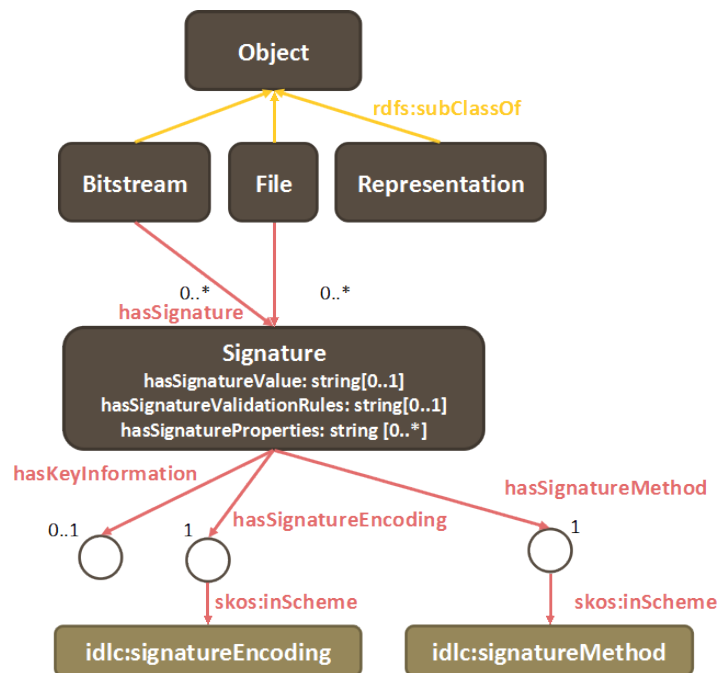 Object
rdfs:subClassOf
Bitstream
File
Representation
0..*
0..*
hasSignature
Signature
hasSignatureValue: string[0..1]
hasSignatureValidationRules: string[0..1]
hasSignatureProperties: string [0..*]
hasKeyInformation
hasSignatureMethod
hasSignatureEncoding
0..1
1
1
skos:inScheme
skos:inScheme
idlc:signatureEncoding
idlc:signatureMethod